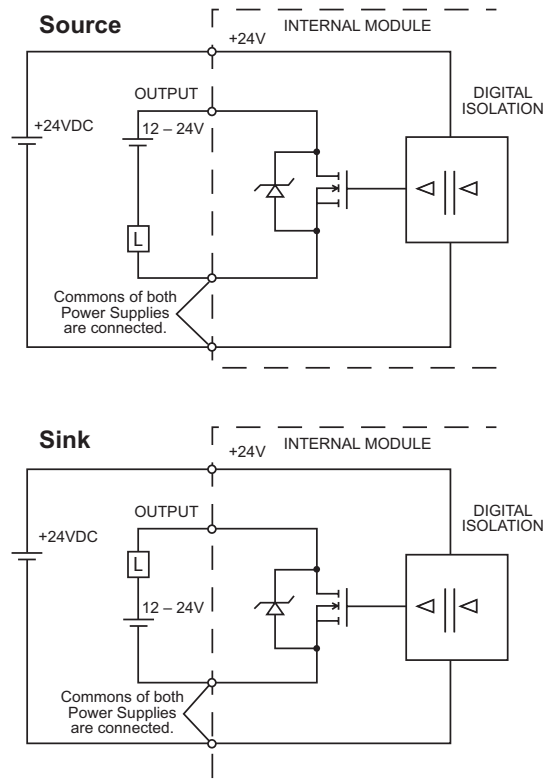 Source
INTERNAL MODULE
+24V
OUTPUT
DIGITAL
ISOLATION
+24VDC
12 – 24V
L
Commons of both
Power Supplies
are connected.
Sink
INTERNAL MODULE
+24V
OUTPUT
DIGITAL
ISOLATION
+24VDC
L
12 – 24V
Commons of both
Power Supplies
are connected.